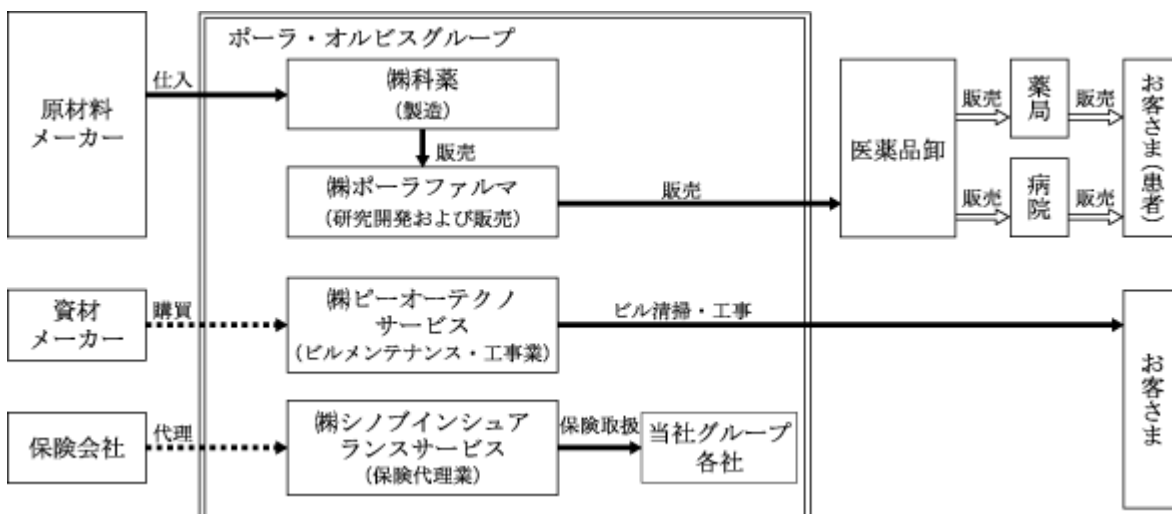 ポーラ・オルビスグループ
原材料
メーカー
仕入
㈱科薬
(製造)
販売
㈱ポーラファルマ
(研究開発および販売)
販売
医薬品卸
販売
薬局
販売
販売
病院
販売
お客さま(患者)
資材
メーカー
購買
㈱ピーオーテクノ
サービス
(ビルメンテナンス・工事業)
ビル清掃・工事
お客さま
保険会社
代理
㈱シノブインシュア
ランスサービス
(保険代理業)
保険取扱
当社グループ
各社